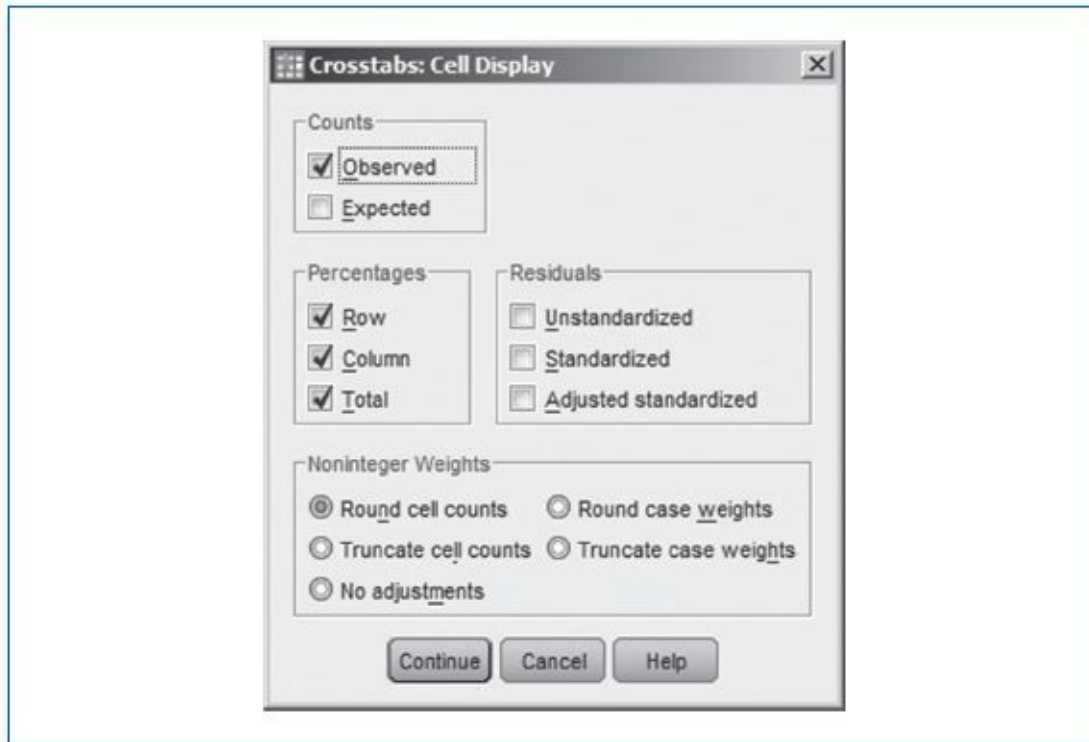 Crosstabs: Cell Display
Counts
Observed
Expected
Percentages
Row
Column
Total
Residuals
Unstandardized
Standardized
Adjusted standardized
Noninteger Weights
Round cell counts
Round case weights
Truncate cell counts
Truncate case weights
No adjustments
Continue
Cancel
Help